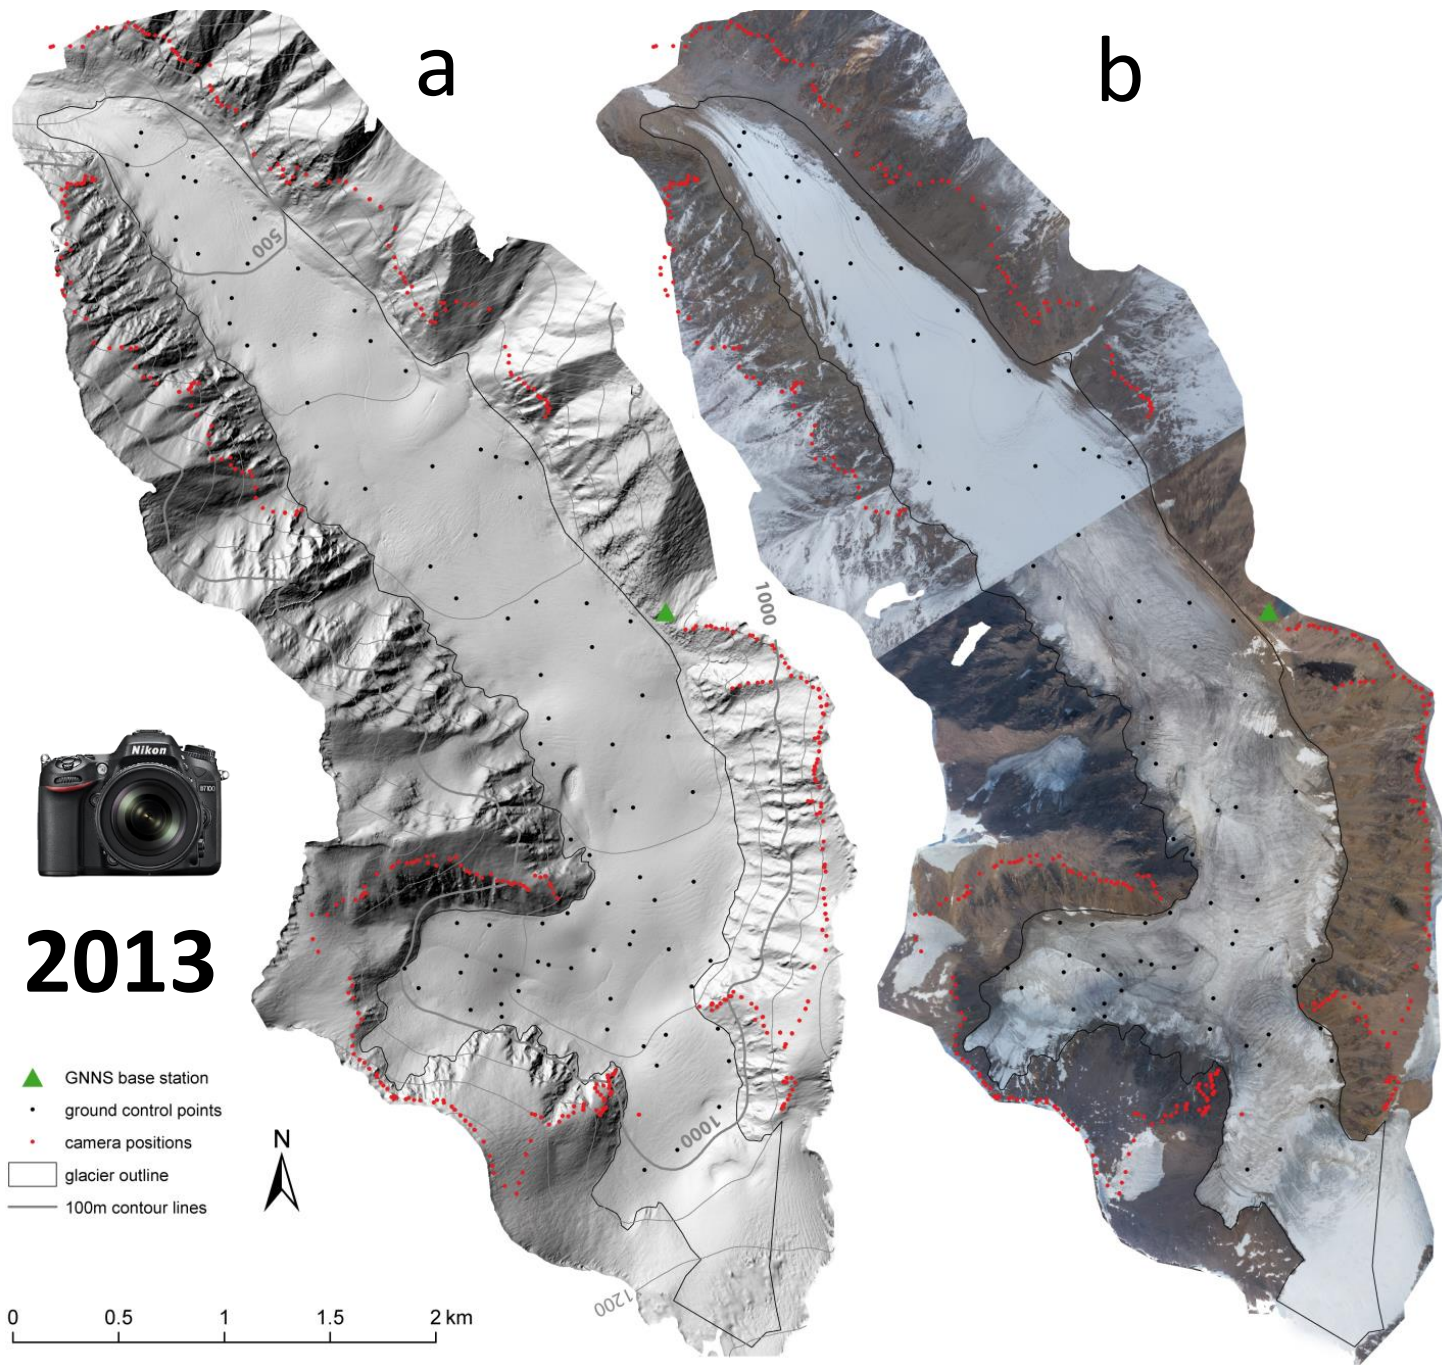 a
b
500
1000
Nikon
D7100
2013
GNNS base station
ground control points
camera positions
glacier outline
100m contour lines
N
1000
1200
0 0.5 1 1.5 2 km